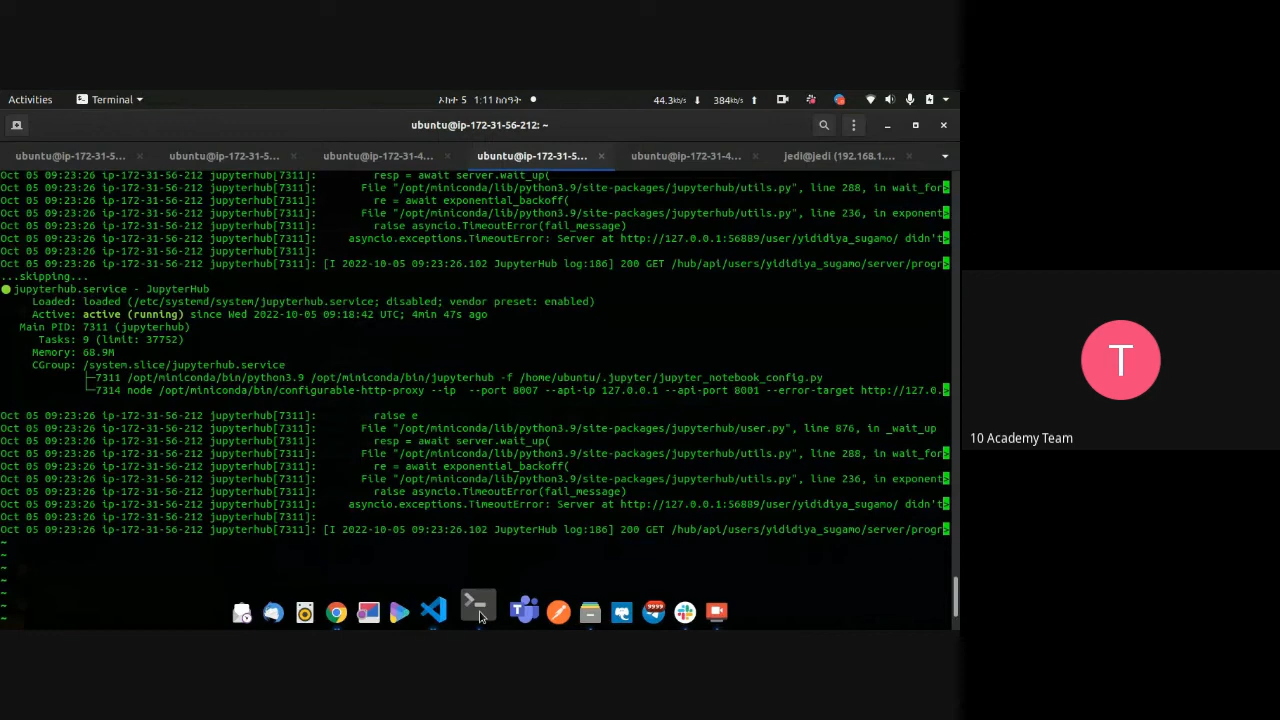 Activities
Terminal
አክቶ 5 1:11 ከሰዓት
44.3kb/s
384kb/s
ubuntu@ip-172-31-56-212: ~
ubuntu@ip-172-31-5...
ubuntu@ip-172-31-5...
ubuntu@ip-172-31-4...
ubuntu@ip-172-31-5...
ubuntu@ip-172-31-4...
jedi@jedi (192.168.1....
Oct 05 09:23:26 ip-172-31-56-212 jupyterhub[7311]: resp = await server.wait_up(
Oct 05 09:23:26 ip-172-31-56-212 jupyterhub[7311]: File "/opt/miniconda/lib/python3.9/site-packages/jupyterhub/utils.py", line 288, in wait_for>
Oct 05 09:23:26 ip-172-31-56-212 jupyterhub[7311]: re = await exponential_backoff(
Oct 05 09:23:26 ip-172-31-56-212 jupyterhub[7311]: File "/opt/miniconda/lib/python3.9/site-packages/jupyterhub/utils.py", line 236, in exponent>
Oct 05 09:23:26 ip-172-31-56-212 jupyterhub[7311]: raise asyncio.TimeoutError(fail_message)
Oct 05 09:23:26 ip-172-31-56-212 jupyterhub[7311]: asyncio.exceptions.TimeoutError: Server at http://127.0.0.1:56889/user/yididiya_sugamo/ didn't>
Oct 05 09:23:26 ip-172-31-56-212 jupyterhub[7311]:
Oct 05 09:23:26 ip-172-31-56-212 jupyterhub[7311]: [I 2022-10-05 09:23:26.102 JupyterHub log:186] 200 GET /hub/api/users/yididiya_sugamo/server/progr>
...skipping...
jupyterhub.service - JupyterHub
Loaded: loaded (/etc/systemd/system/jupyterhub.service; disabled; vendor preset: enabled)
Active: active (running) since Wed 2022-10-05 09:18:42 UTC; 4min 47s ago
Main PID: 7311 (jupyterhub)
Tasks: 9 (limit: 37752)
Memory: 68.9M
CGroup: /system.slice/jupyterhub.service
├─7311 /opt/miniconda/bin/python3.9 /opt/miniconda/bin/jupyterhub -f /home/ubuntu/.jupyter/jupyter_notebook_config.py
└─7314 node /opt/miniconda/bin/configurable-http-proxy --ip --port 8007 --api-ip 127.0.0.1 --api-port 8001 --error-target http://127.0.>
Oct 05 09:23:26 ip-172-31-56-212 jupyterhub[7311]: raise e
Oct 05 09:23:26 ip-172-31-56-212 jupyterhub[7311]: File "/opt/miniconda/lib/python3.9/site-packages/jupyterhub/user.py", line 876, in _wait_up
Oct 05 09:23:26 ip-172-31-56-212 jupyterhub[7311]: resp = await server.wait_up(
Oct 05 09:23:26 ip-172-31-56-212 jupyterhub[7311]: File "/opt/miniconda/lib/python3.9/site-packages/jupyterhub/utils.py", line 288, in wait_for>
Oct 05 09:23:26 ip-172-31-56-212 jupyterhub[7311]: re = await exponential_backoff(
Oct 05 09:23:26 ip-172-31-56-212 jupyterhub[7311]: File "/opt/miniconda/lib/python3.9/site-packages/jupyterhub/utils.py", line 236, in exponent>
Oct 05 09:23:26 ip-172-31-56-212 jupyterhub[7311]: raise asyncio.TimeoutError(fail_message)
Oct 05 09:23:26 ip-172-31-56-212 jupyterhub[7311]: asyncio.exceptions.TimeoutError: Server at http://127.0.0.1:56889/user/yididiya_sugamo/ didn't>
Oct 05 09:23:26 ip-172-31-56-212 jupyterhub[7311]:
Oct 05 09:23:26 ip-172-31-56-212 jupyterhub[7311]: [I 2022-10-05 09:23:26.102 JupyterHub log:186] 200 GET /hub/api/users/yididiya_sugamo/server/progr>
~
~
~
~
~
~
~
T
10 Academy Team